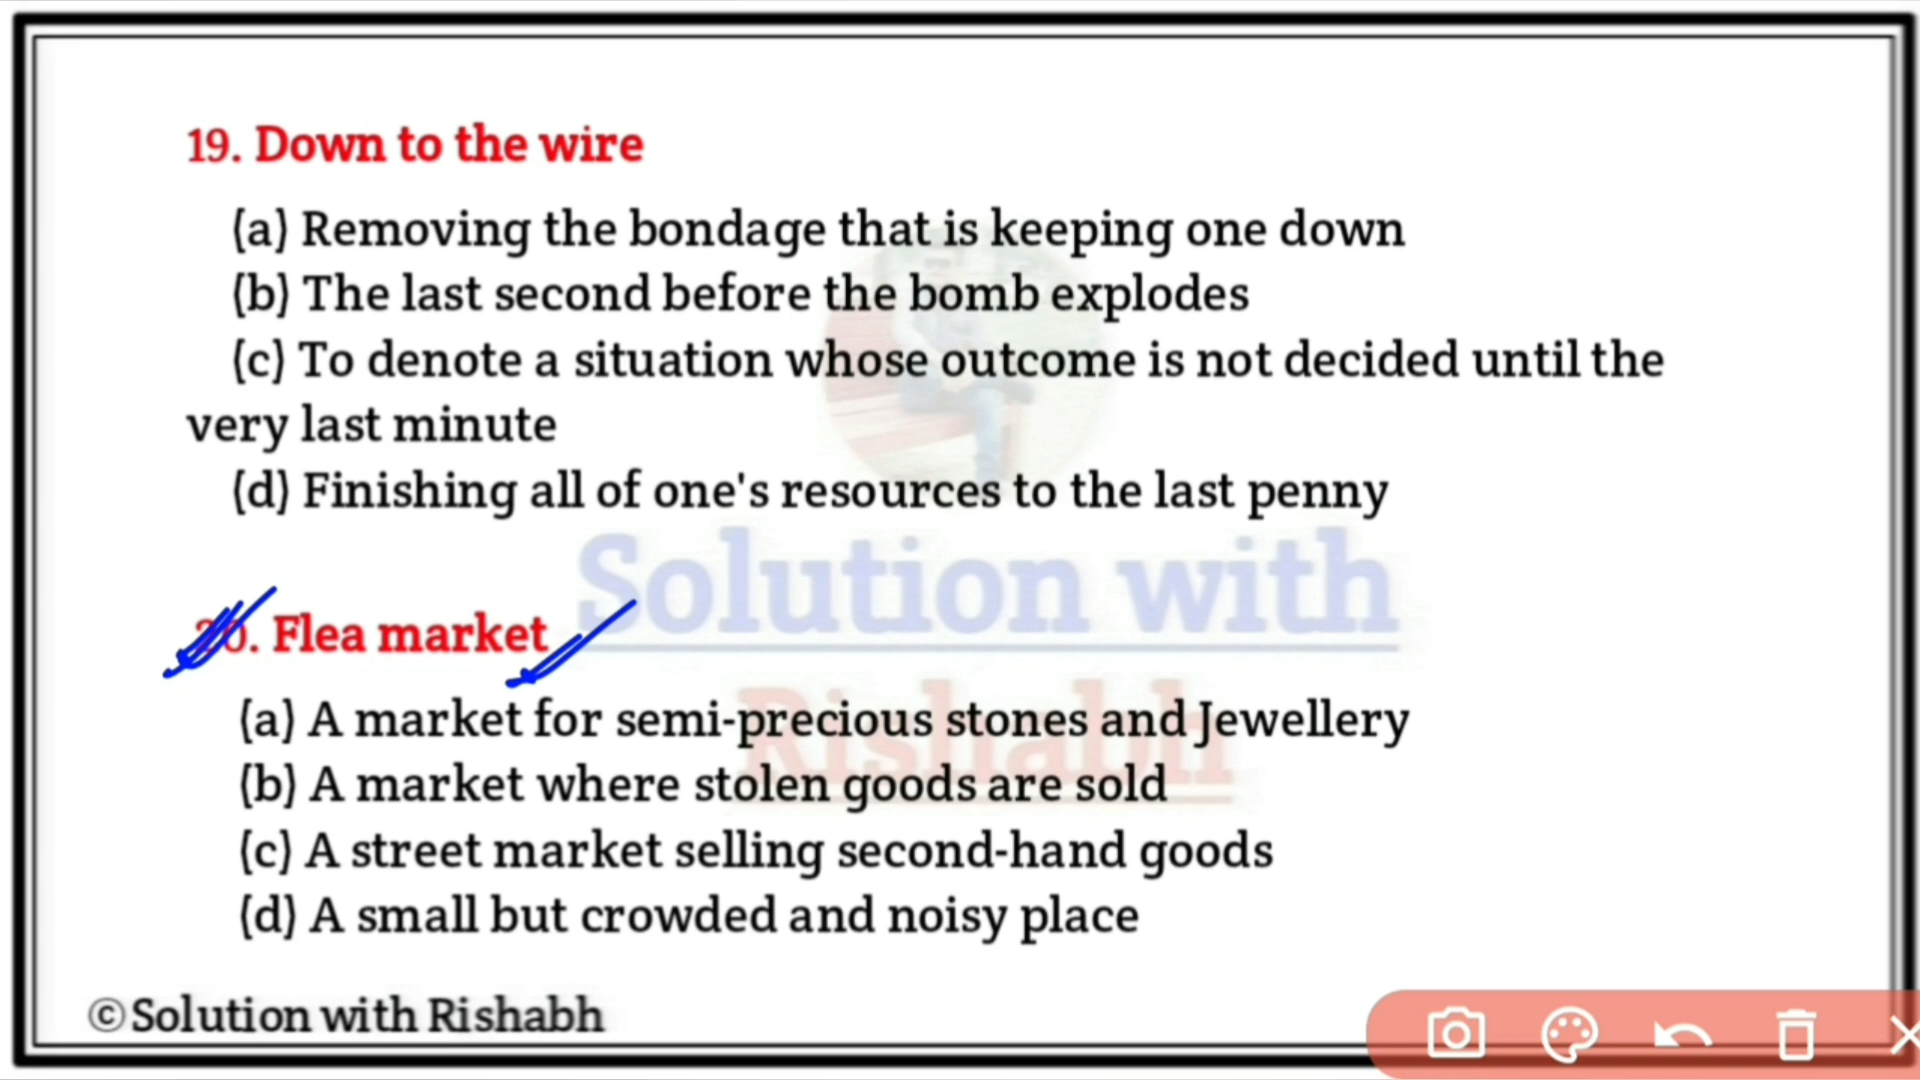 19. Down to the wire
(a) Removing the bondage that is keeping one down
(b) The last second before the bomb explodes
(c) To denote a situation whose outcome is not decided until the
very last minute
(d) Finishing all of one's resources to the last penny
Solution with
20. Flea market
Rishabh
(a) A market for semi-precious stones and Jewellery
(b) A market where stolen goods are sold
(c) A street market selling second-hand goods
(d) A small but crowded and noisy place
©Solution with Rishabh